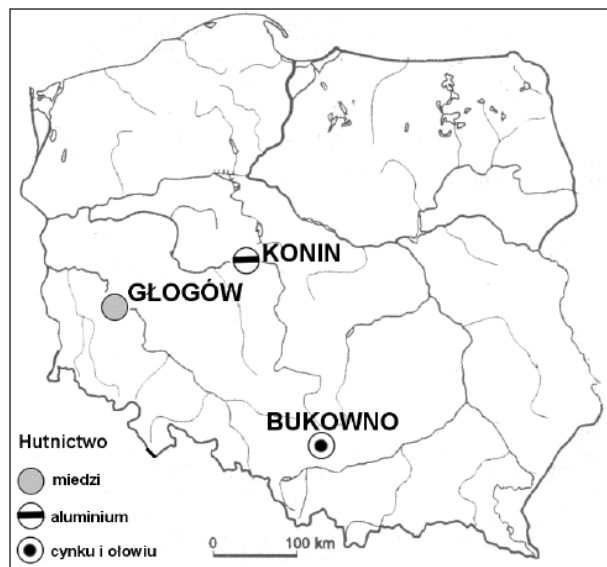 KONIN
GŁOGÓW
BUKOWNO
Hutnictwo
miedzi
aluminium
cynku i ołowiu
0 100 km